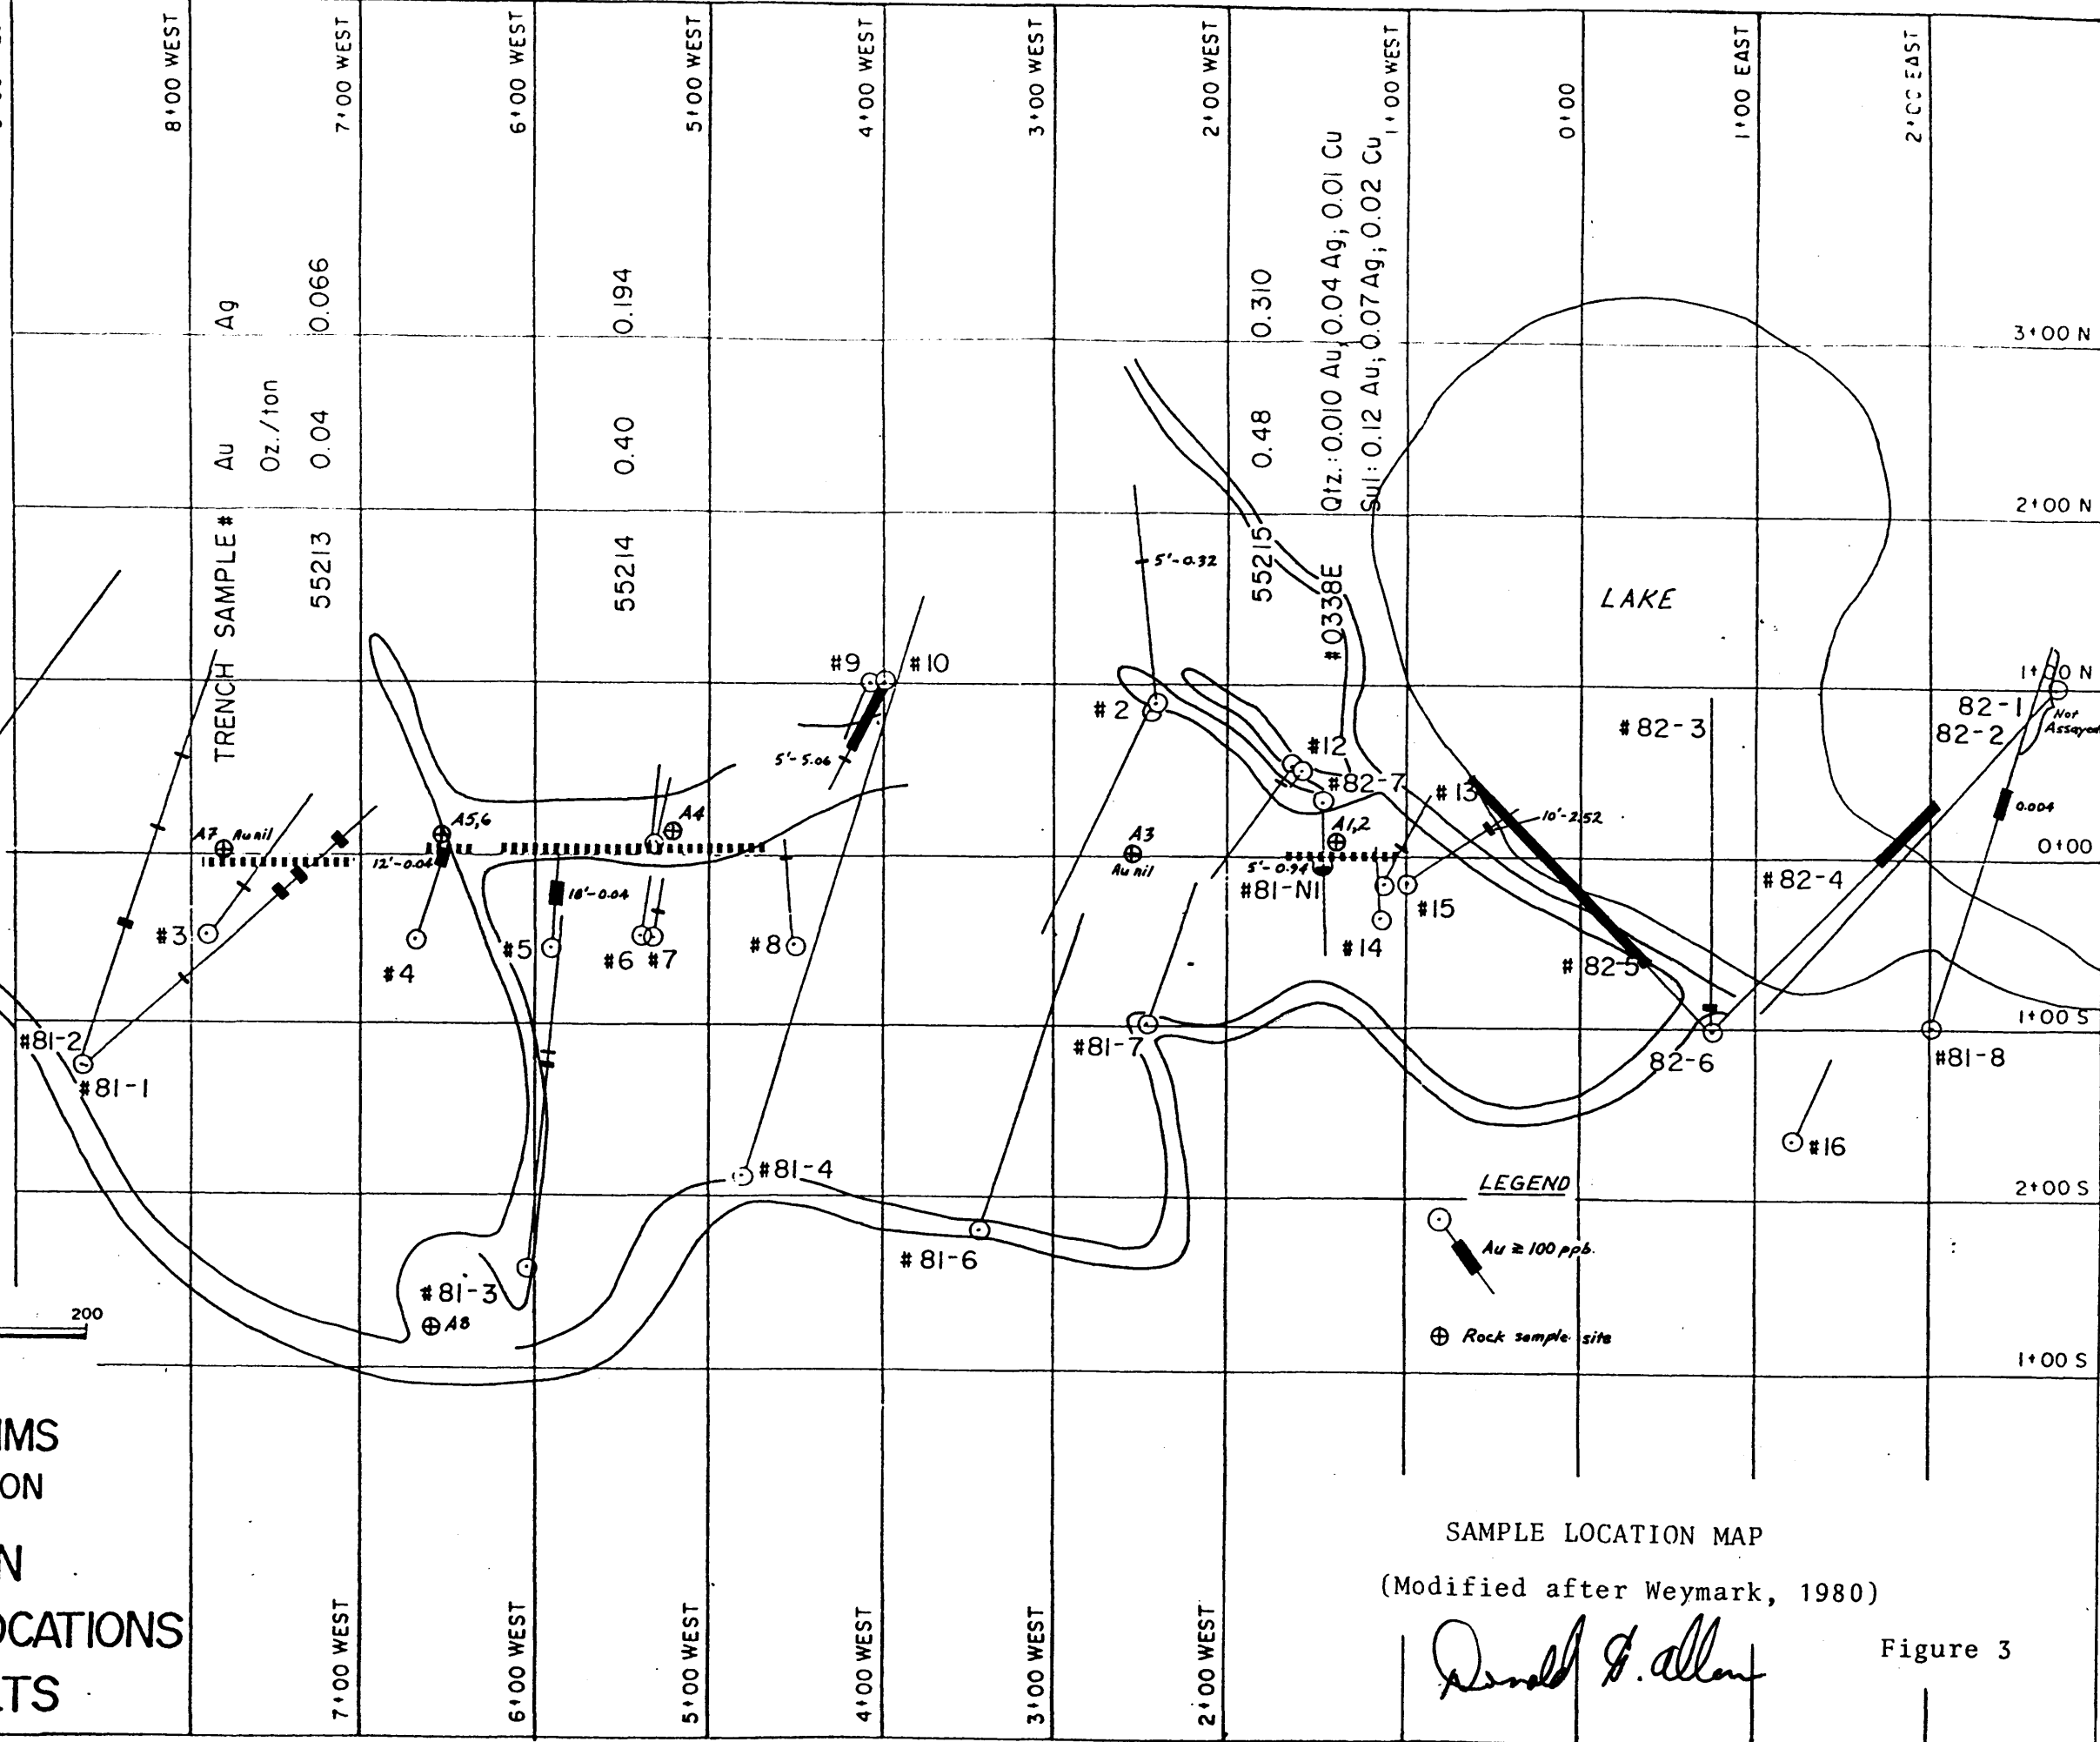 8+00 WEST
7+00 WEST
6+00 WEST
5+00 WEST
4+00 WEST
3+00 WEST
2+00 WEST
1+00 WEST
0+00
1+00 EAST
2+00 EAST
TRENCH SAMPLE # Au Ag
Oz./ton
55213 0.04 0.066
55214 0.40 0.194
55215 0.48 0.310
#0338E Qtz.: 0.010 Au; 0.04 Ag; 0.01 Cu
Sul: 0.12 Au; 0.07 Ag; 0.02 Cu
3+00 N
2+00 N
1+00 N
0+00
1+00 S
2+00 S
1+00 S
LAKE
5'-0.32
#9
#10
#2
5'-5.06
#12
#82-7
#13
10'-2.52
#82-3
82-1
82-2
Not
Assayed
0.004
A7 Au nil
A5,6
A4
A3
Au nil
A1,2
12'-0.04
18'-0.04
5'-0.94
#81-N1
#3
#4
#5
#6
#7
#8
#14
#15
#82-4
#82-5
#81-2
#81-1
#81-7
82-6
#81-8
#16
#81-4
#81-6
#81-3
A8
LEGEND
Au ≥ 100 ppb.
Rock sample site
200
IMS
ON
N
OCATIONS
LTS
7+00 WEST
6+00 WEST
5+00 WEST
4+00 WEST
3+00 WEST
2+00 WEST
SAMPLE LOCATION MAP
(Modified after Weymark, 1980)
Donald G. Allen
Figure 3